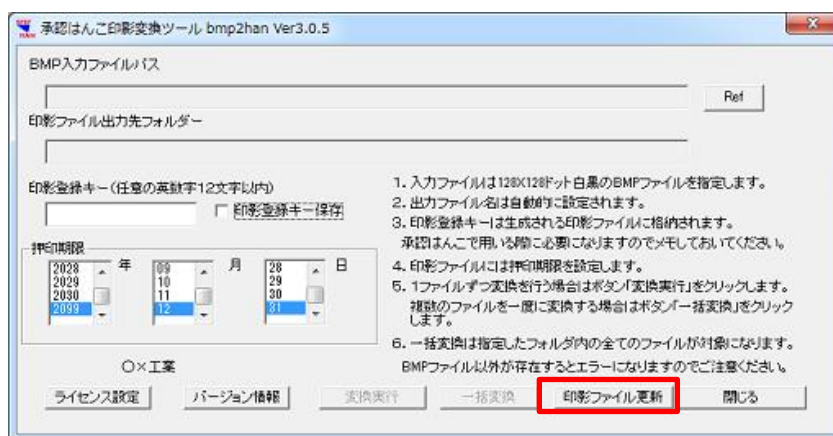 承認はんこ印影変換ツール bmp2han Ver3.0.5
BMP入力ファイルパス
Ref
印影ファイル出力先フォルダー
印影登録キー(任意の英数字12文字以内)
印影登録キー保存
押印期限
2028
2029
2030
2099
年
09
10
11
12
月
28
29
30
31
日
〇×工業
1. 入力ファイルは128X128ドット白黒のBMPファイルを指定します。
2. 出力ファイル名は自動的に設定されます。
3. 印影登録キーは生成される印影ファイルに格納されます。
承認はんこで用いる際に必要になりますのでメモしておいてください。
4. 印影ファイルには押印期限を設定します。
5. 1ファイルずつ変換を行う場合はボタン「変換実行」をクリックします。
複数のファイルを一度に変換する場合はボタン「一括変換」をクリック
します。
6. 一括変換は指定したフォルダ内の全てのファイルが対象になります。
BMPファイル以外が存在するとエラーになりますのでご注意ください。
ライセンス設定
バージョン情報
変換実行
一括変換
印影ファイル更新
閉じる